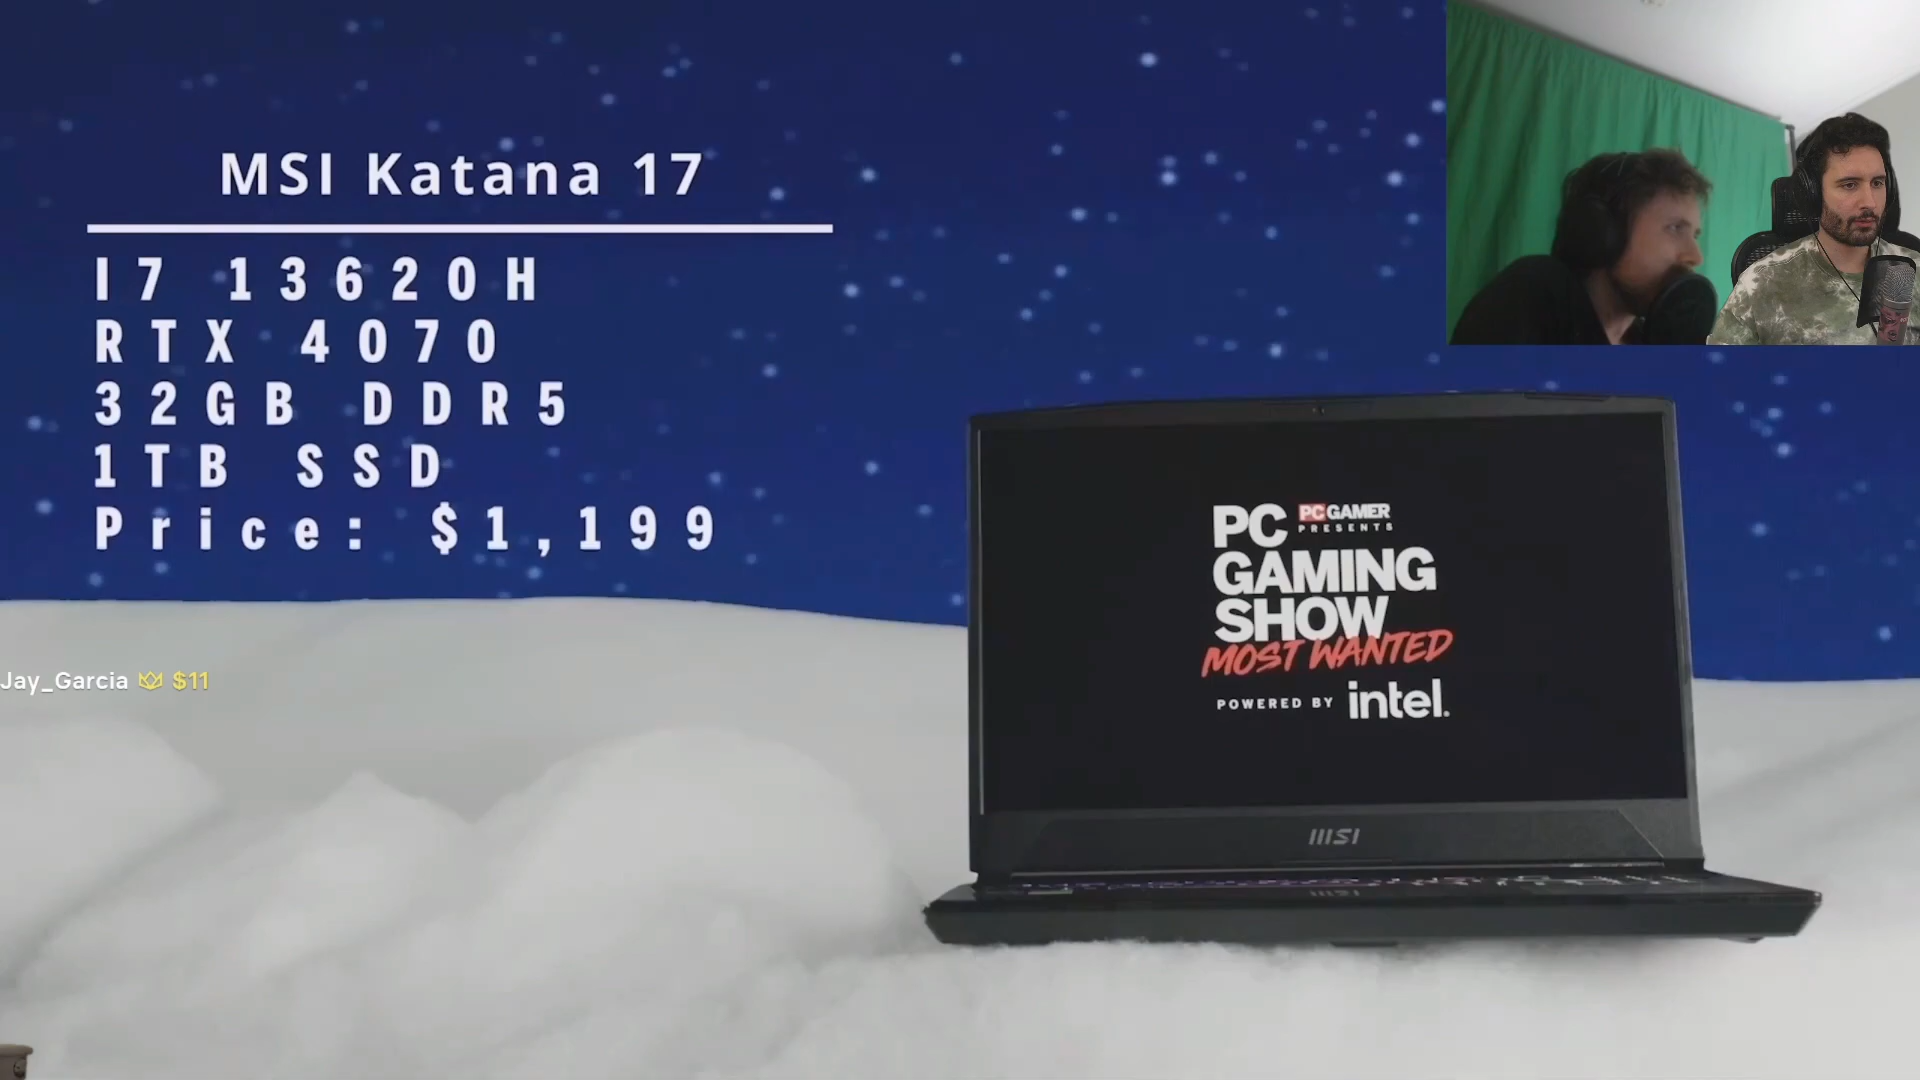 MSI Katana 17
I7 13620H
RTX 4070
32GB DDR5
1TB SSD
Price: $1,199
Jay_Garcia $11
PC PC GAMER
PRESENTS
GAMING
SHOW
MOST WANTED
POWERED BY intel.
msi
msi